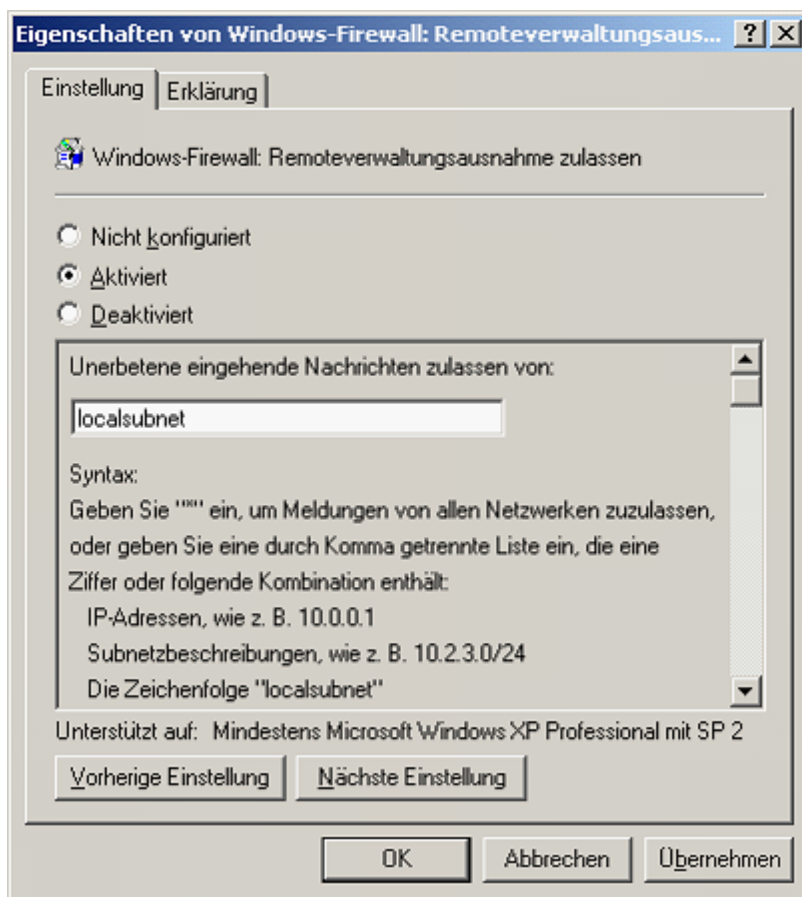 Eigenschaften von Windows-Firewall: Remoteverwaltungsaus...
Einstellung
Erklärung
Windows-Firewall: Remoteverwaltungsausnahme zulassen
Nicht konfiguriert
Aktiviert
Deaktiviert
Unerbetene eingehende Nachrichten zulassen von:
localsubnet
Syntax:
Geben Sie "*" ein, um Meldungen von allen Netzwerken zuzulassen,
oder geben Sie eine durch Komma getrennte Liste ein, die eine
Ziffer oder folgende Kombination enthält:
IP-Adressen, wie z. B. 10.0.0.1
Subnetzbeschreibungen, wie z. B. 10.2.3.0/24
Die Zeichenfolge "localsubnet"
Unterstützt auf: Mindestens Microsoft Windows XP Professional mit SP 2
Vorherige Einstellung
Nächste Einstellung
OK
Abbrechen
Übernehmen